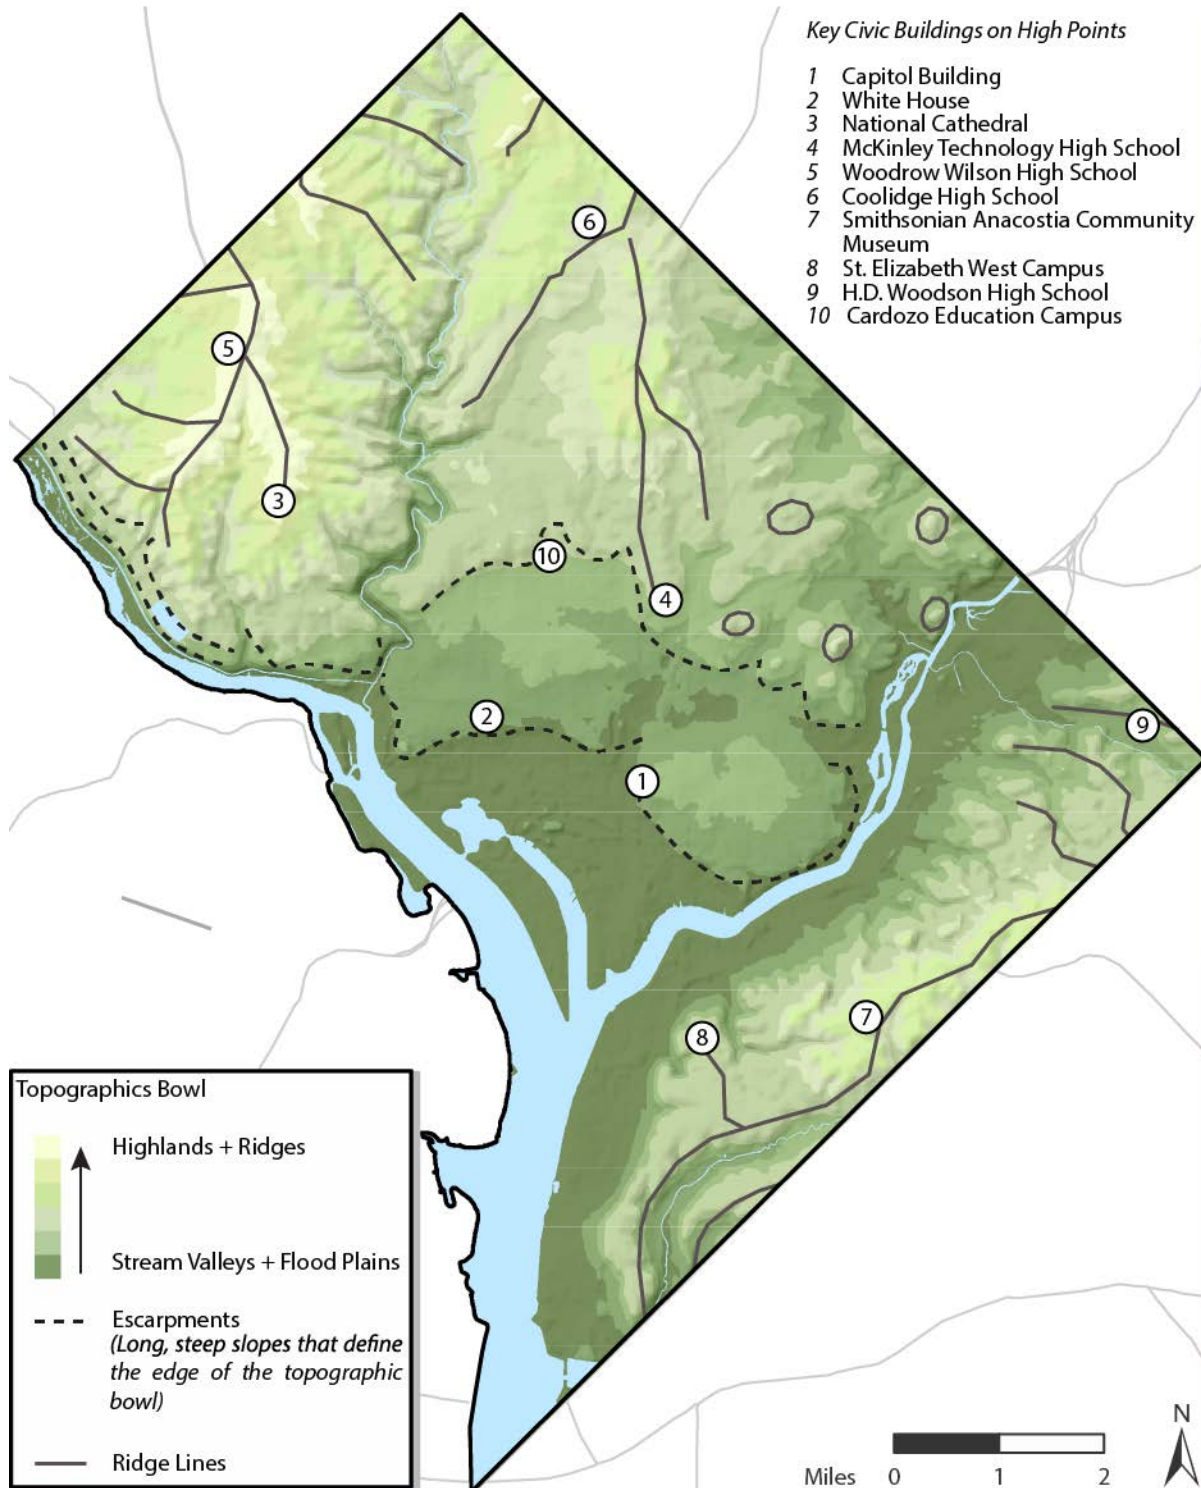 Key Civic Buildings on High Points
1 Capitol Building
2 White House
3 National Cathedral
4 McKinley Technology High School
5 Woodrow Wilson High School
6 Coolidge High School
7 Smithsonian Anacostia Community
Museum
8 St. Elizabeth West Campus
9 H.D. Woodson High School
10 Cardozo Education Campus
6
5
3
10
4
2
9
1
7
8
Topographics Bowl
Highlands + Ridges
Stream Valleys + Flood Plains
Escarpments
(Long, steep slopes that define
the edge of the topographic
bowl)
Ridge Lines
N
Miles 0 1 2